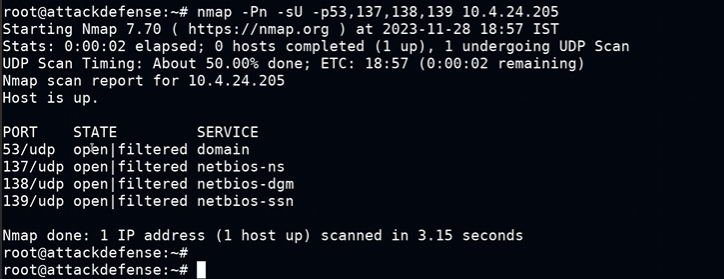 root@attackdefense:~# nmap -Pn -sU -p53,137,138,139 10.4.24.205
Starting Nmap 7.70 ( https://nmap.org ) at 2023-11-28 18:57 IST
Stats: 0:00:02 elapsed; 0 hosts completed (1 up), 1 undergoing UDP Scan
UDP Scan Timing: About 50.00% done; ETC: 18:57 (0:00:02 remaining)
Nmap scan report for 10.4.24.205
Host is up.

PORT    STATE         SERVICE
53/udp  open|filtered domain
137/udp open|filtered netbios-ns
138/udp open|filtered netbios-dgm
139/udp open|filtered netbios-ssn

Nmap done: 1 IP address (1 host up) scanned in 3.15 seconds
root@attackdefense:~#
root@attackdefense:~#